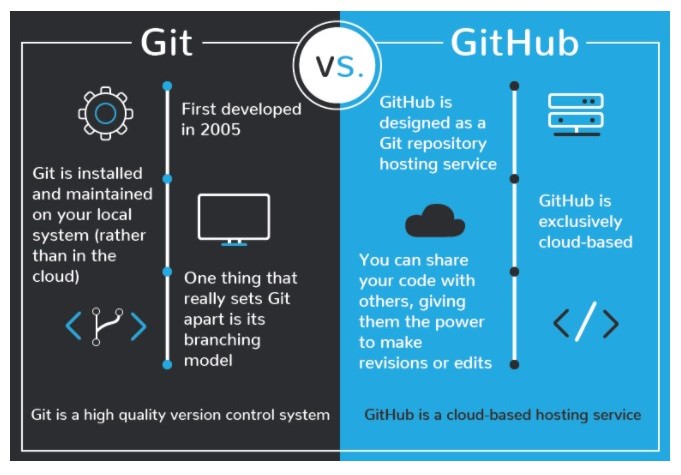 Git
vs.
GitHub
First developed
in 2005
Git is installed
and maintained
on your local
system (rather
than in the
cloud)
One thing that
really sets Git
apart is its
branching
model
Git is a high quality version control system
GitHub is
designed as a
Git repository
hosting service
GitHub is
exclusively
cloud-based
You can share
your code with
others, giving
them the power
to make
revisions or edits
GitHub is a cloud-based hosting service